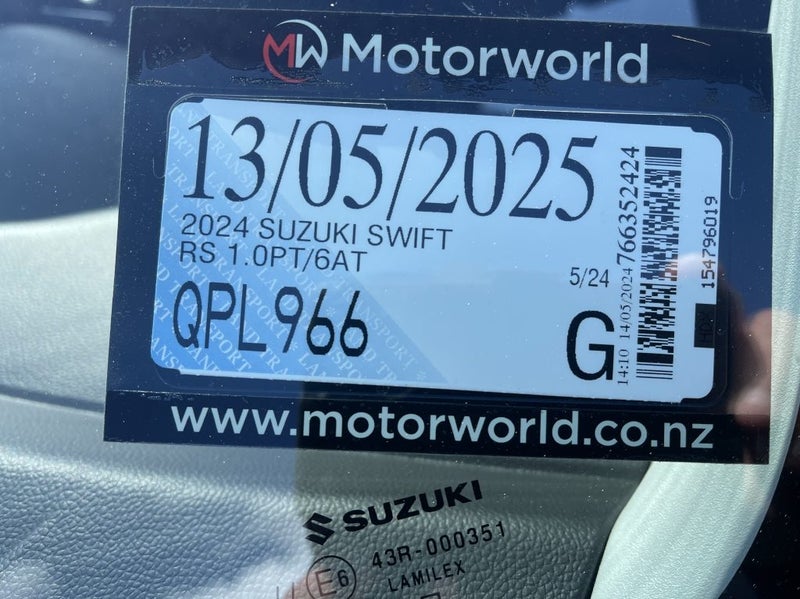 MW Motorworld
13/05/2025
2024 SUZUKI SWIFT
RS 1.0PT/6AT
5/24
QPL966
G
14:10 14/05/2024 766352424
154796019
www.motorworld.co.nz
SUZUKI
43R-000351
E6
LAMILEX